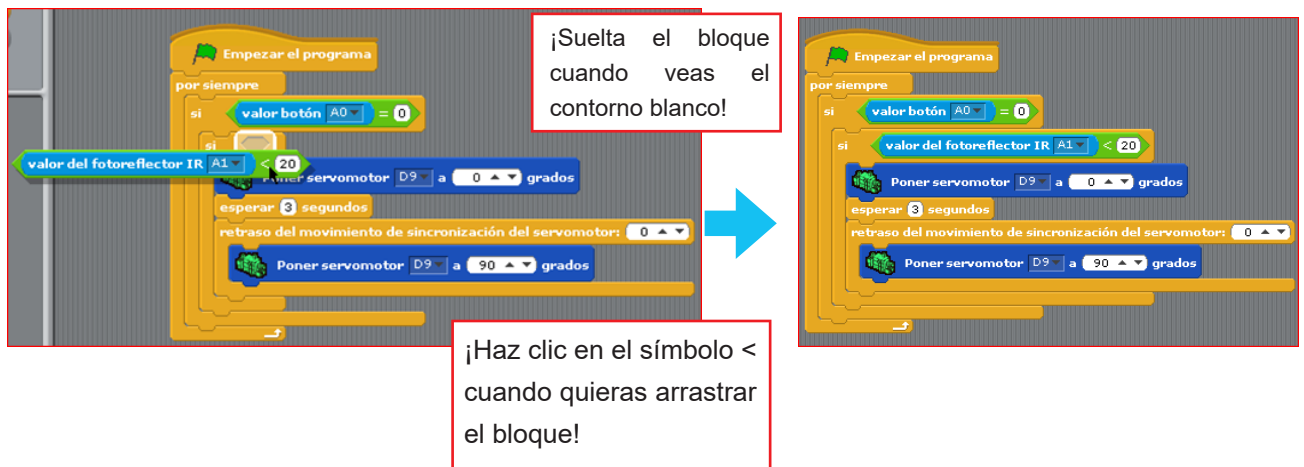 Empezar el programa
por siempre
si valor botón A0 = 0
si
valor del fotoreflector IR A1 < 20
Poner servomotor D9 a 0 grados
esperar 3 segundos
retraso del movimiento de sincronización del servomotor: 0
Poner servomotor D9 a 90 grados
¡Suelta el bloque
cuando veas el
contorno blanco!
¡Haz clic en el símbolo <
cuando quieras arrastrar
el bloque!
Empezar el programa
por siempre
si valor botón A0 = 0
si valor del fotoreflector IR A1 < 20
Poner servomotor D9 a 0 grados
esperar 3 segundos
retraso del movimiento de sincronización del servomotor: 0
Poner servomotor D9 a 90 grados